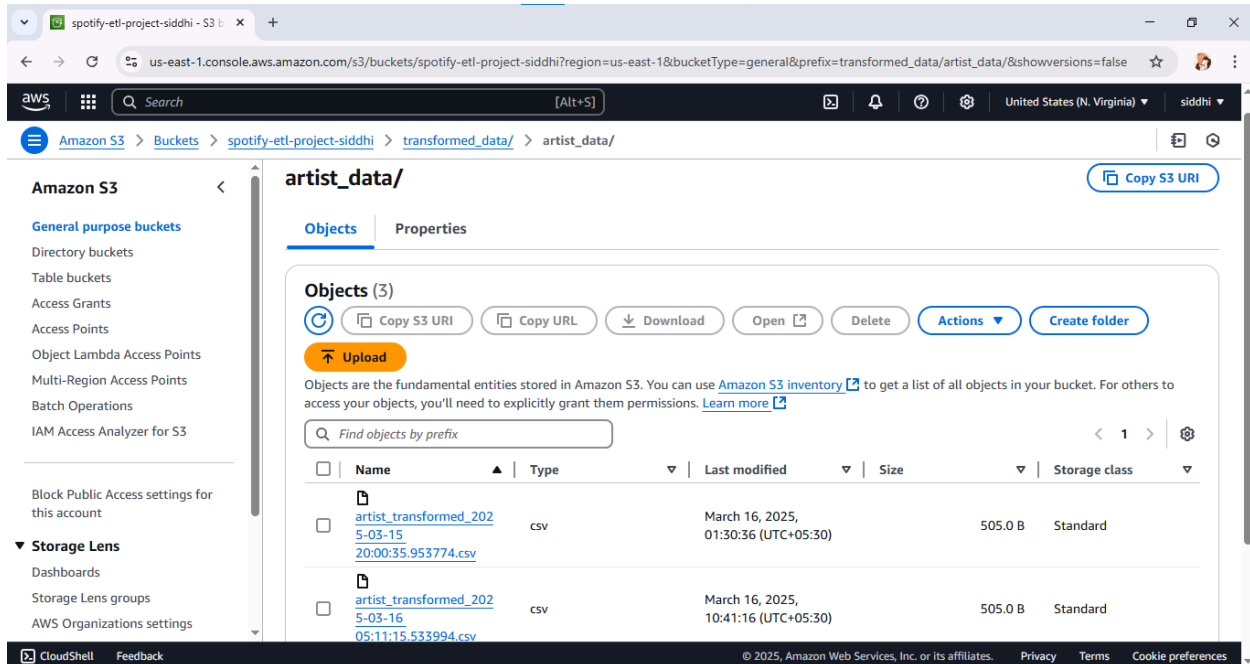 spotify-etl-project-siddhi - S3 b
us-east-1.console.aws.amazon.com/s3/buckets/spotify-etl-project-siddhi?region=us-east-1&bucketType=general&prefix=transformed_data/artist_data/&showversions=false
aws Search [Alt+S] United States (N. Virginia) siddhi
Amazon S3 > Buckets > spotify-etl-project-siddhi > transformed_data/ > artist_data/
Amazon S3
General purpose buckets
Directory buckets
Table buckets
Access Grants
Access Points
Object Lambda Access Points
Multi-Region Access Points
Batch Operations
IAM Access Analyzer for S3
Block Public Access settings for
this account
Storage Lens
Dashboards
Storage Lens groups
AWS Organizations settings
artist_data/
Copy S3 URI
Objects Properties
Objects (3)
Copy S3 URI Copy URL Download Open Delete Actions Create folder
Upload
Objects are the fundamental entities stored in Amazon S3. You can use Amazon S3 inventory to get a list of all objects in your bucket. For others to
access your objects, you'll need to explicitly grant them permissions. Learn more
Find objects by prefix
1
Name Type Last modified Size Storage class
artist_transformed_202
5-03-15
20:00:35.953774.csv
csv
March 16, 2025,
01:30:36 (UTC+05:30)
505.0 B
Standard
artist_transformed_202
5-03-16
05:11:15.533994.csv
csv
March 16, 2025,
10:41:16 (UTC+05:30)
505.0 B
Standard
CloudShell Feedback © 2025, Amazon Web Services, Inc. or its affiliates. Privacy Terms Cookie preferences